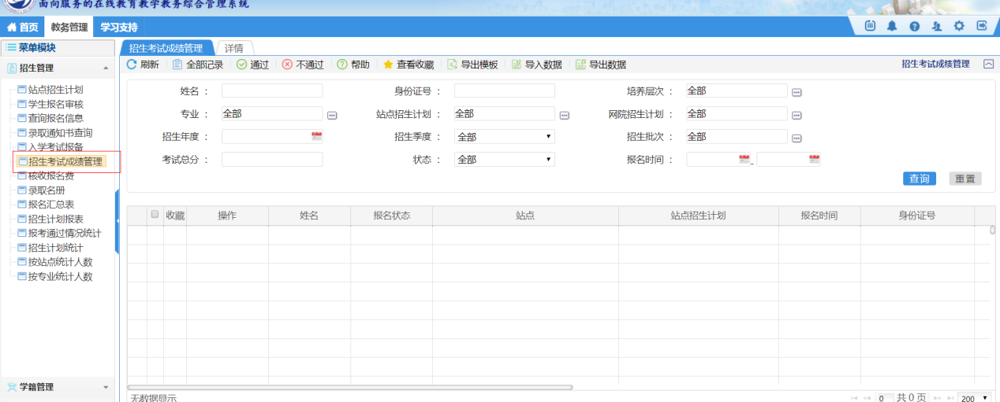 面向服务的在线教育教学教务综合管理系统
首页 教务管理 学习支持
菜单模块
招生考试成绩管理 详情
招生管理
刷新 全部记录 通过 不通过 帮助 查看收藏 导出模板 导入数据 导出数据 招生考试成绩管理
站点招生计划
学生报名审核
查询报名信息
录取通知书查询
入学考试报备
招生考试成绩管理
核收报名费
录取名册
报名汇总表
招生计划报表
报考通过情况统计
招生计划统计
按站点统计人数
按专业统计人数
学籍管理
姓名 : 身份证号 : 培养层次 : 全部
专业 : 全部 站点招生计划 : 全部 网院招生计划 : 全部
招生年度 : 招生季度 : 全部 招生批次 : 全部
考试总分 : 状态 : 全部 报名时间 : -
查询 重置
收藏 操作 姓名 报名状态 站点 站点招生计划 报名时间 身份证号
无数据显示 0 共 0 页 200